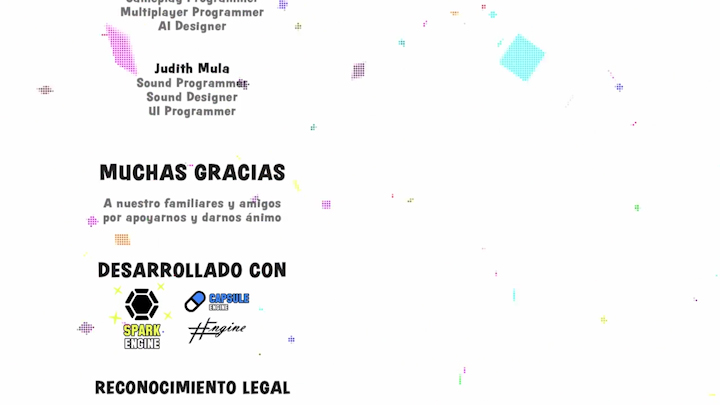 Gameplay Programmer
Multiplayer Programmer
AI Designer
Judith Mula
Sound Programmer
Sound Designer
UI Programmer
MUCHAS GRACIAS
A nuestro familiares y amigos
por apoyarnos y darnos ánimo
DESARROLLADO CON
SPARK
ENGINE
CAPSULE
ENGINE
#Engine
RECONOCIMIENTO LEGAL